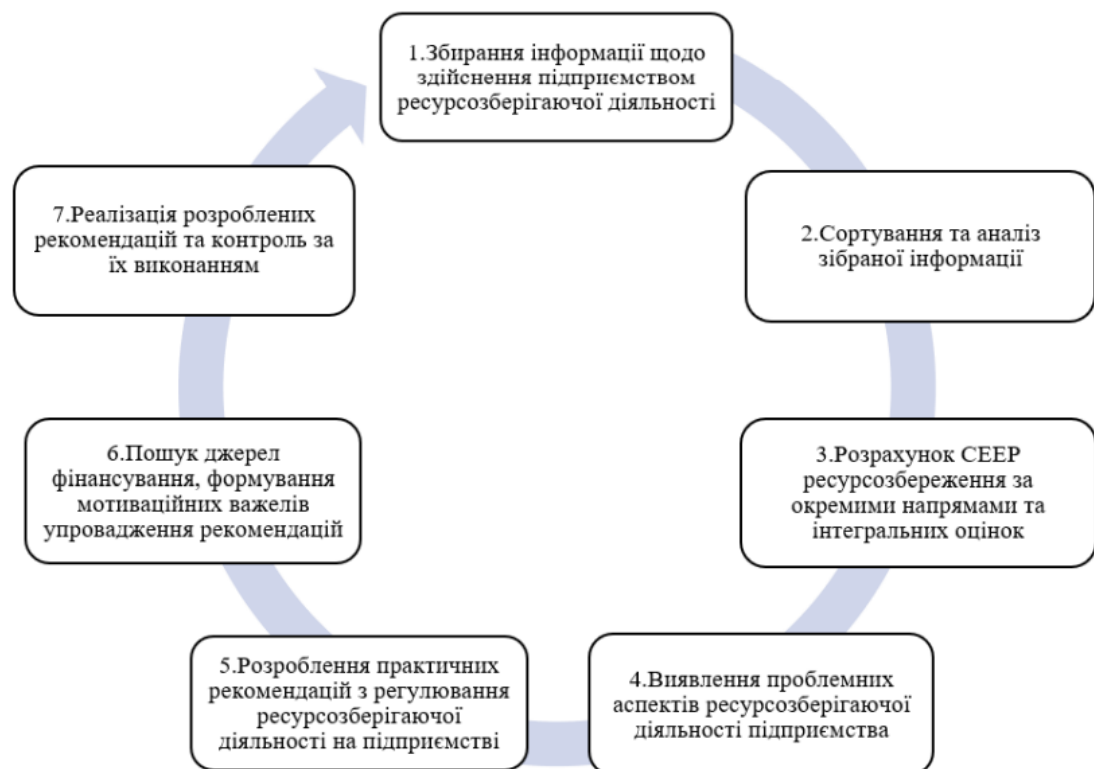 1.Збирання інформації щодо
здійснення підприємством
ресурсозберігаючої діяльності
2.Сортування та аналіз
зібраної інформації
3.Розрахунок СЕЕР
ресурсозбереження за
окремими напрямами та
інтегральних оцінок
4.Виявлення проблемних
аспектів ресурсозберігаючої
діяльності підприємства
5.Розроблення практичних
рекомендацій з регулювання
ресурсозберігаючої
діяльності на підприємстві
6.Пошук джерел
фінансування, формування
мотиваційних важелів
упровадження рекомендацій
7.Реалізація розроблених
рекомендацій та контроль за
їх виконанням